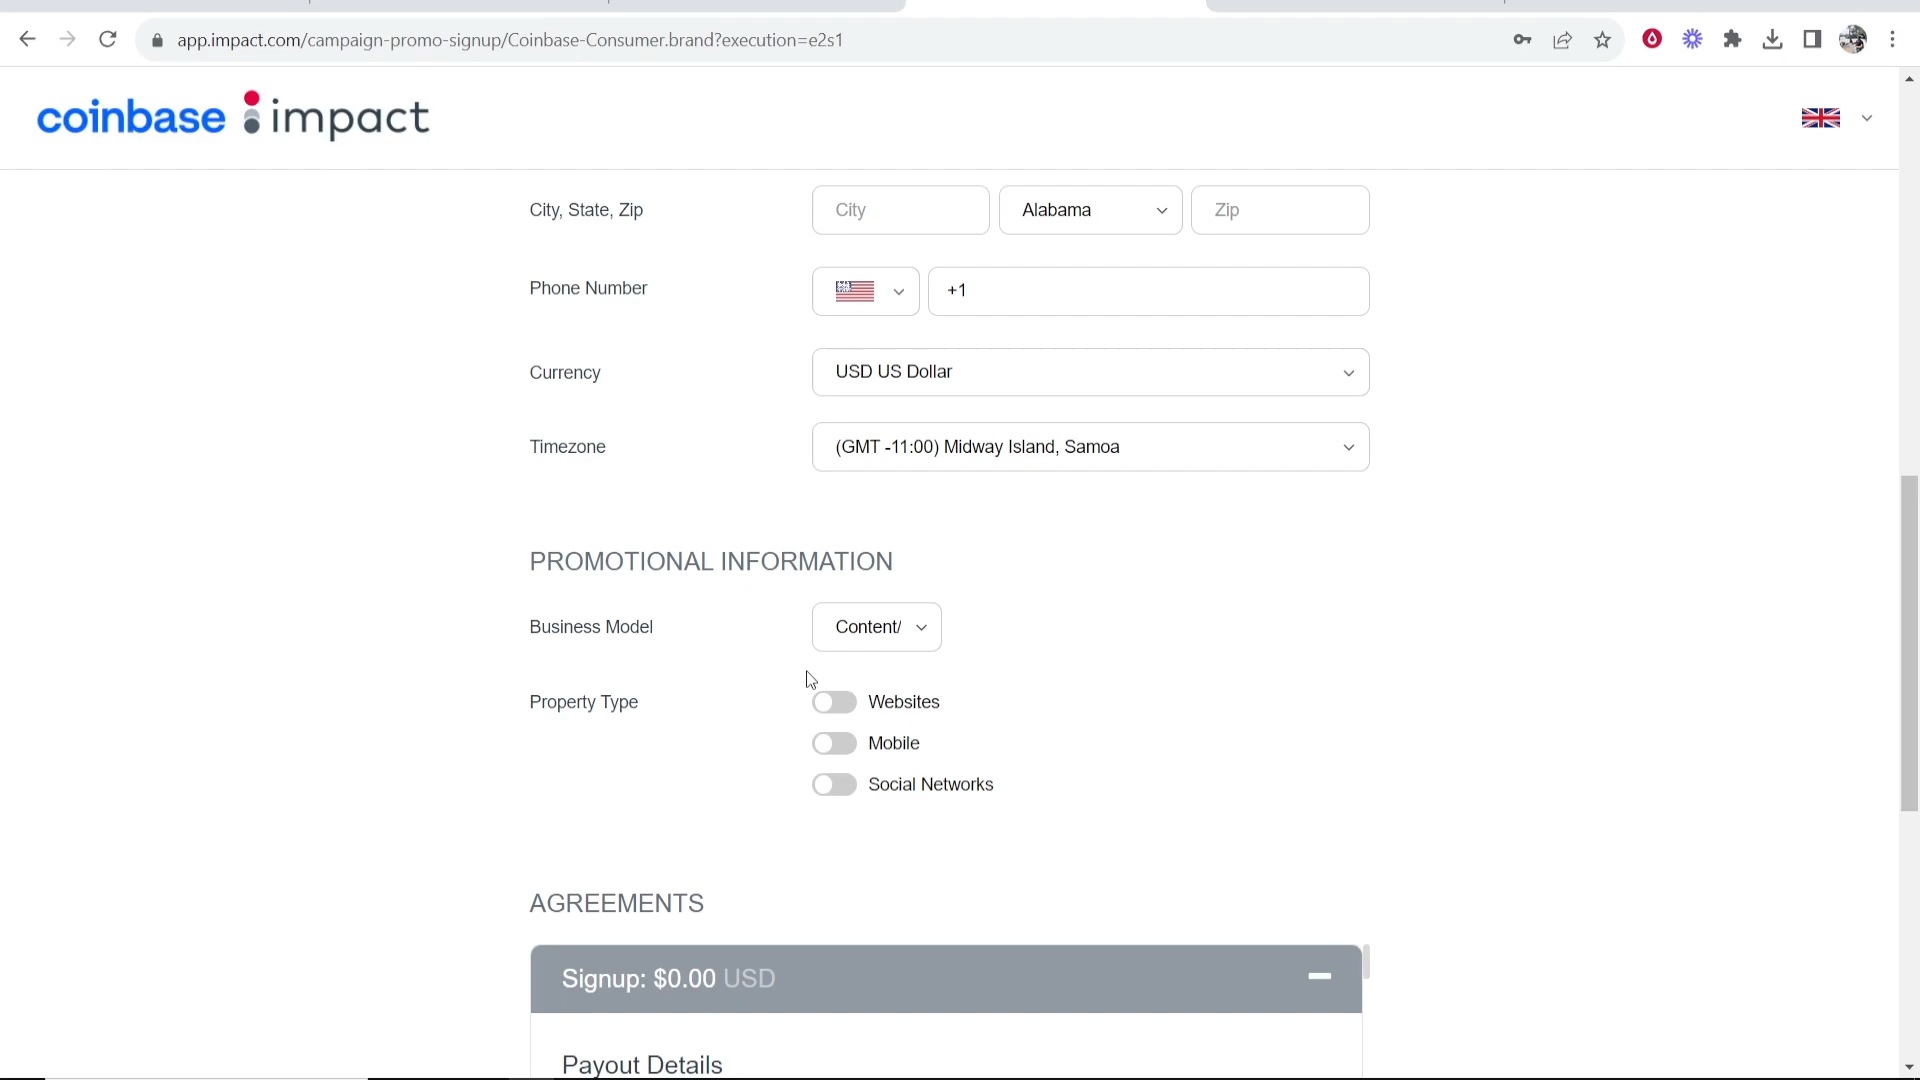 app.impact.com/campaign-promo-signup/Coinbase-Consumer.brand?execution=e2s1
coinbase impact
City, State, Zip City Alabama Zip
Phone Number +1
Currency USD US Dollar
Timezone (GMT -11:00) Midway Island, Samoa
PROMOTIONAL INFORMATION
Business Model Content/
Property Type Websites
Mobile
Social Networks
AGREEMENTS
Signup: $0.00 USD
Payout Details